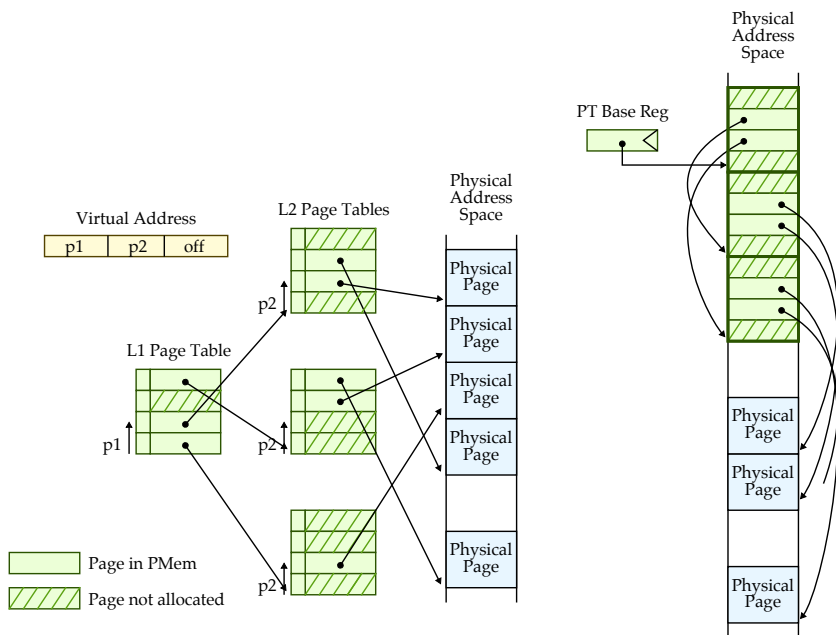 Physical
Address
Space
PT Base Reg
Physical
Address
Space
L2 Page Tables
Virtual Address
p1 p2 off
Physical
Page
p2
Physical
Page
L1 Page Table
Physical
Page
Physical
Page
p1
p2
Physical
Page
Physical
Page
Physical
Page
Page in PMem
p2
Physical
Page
Page not allocated